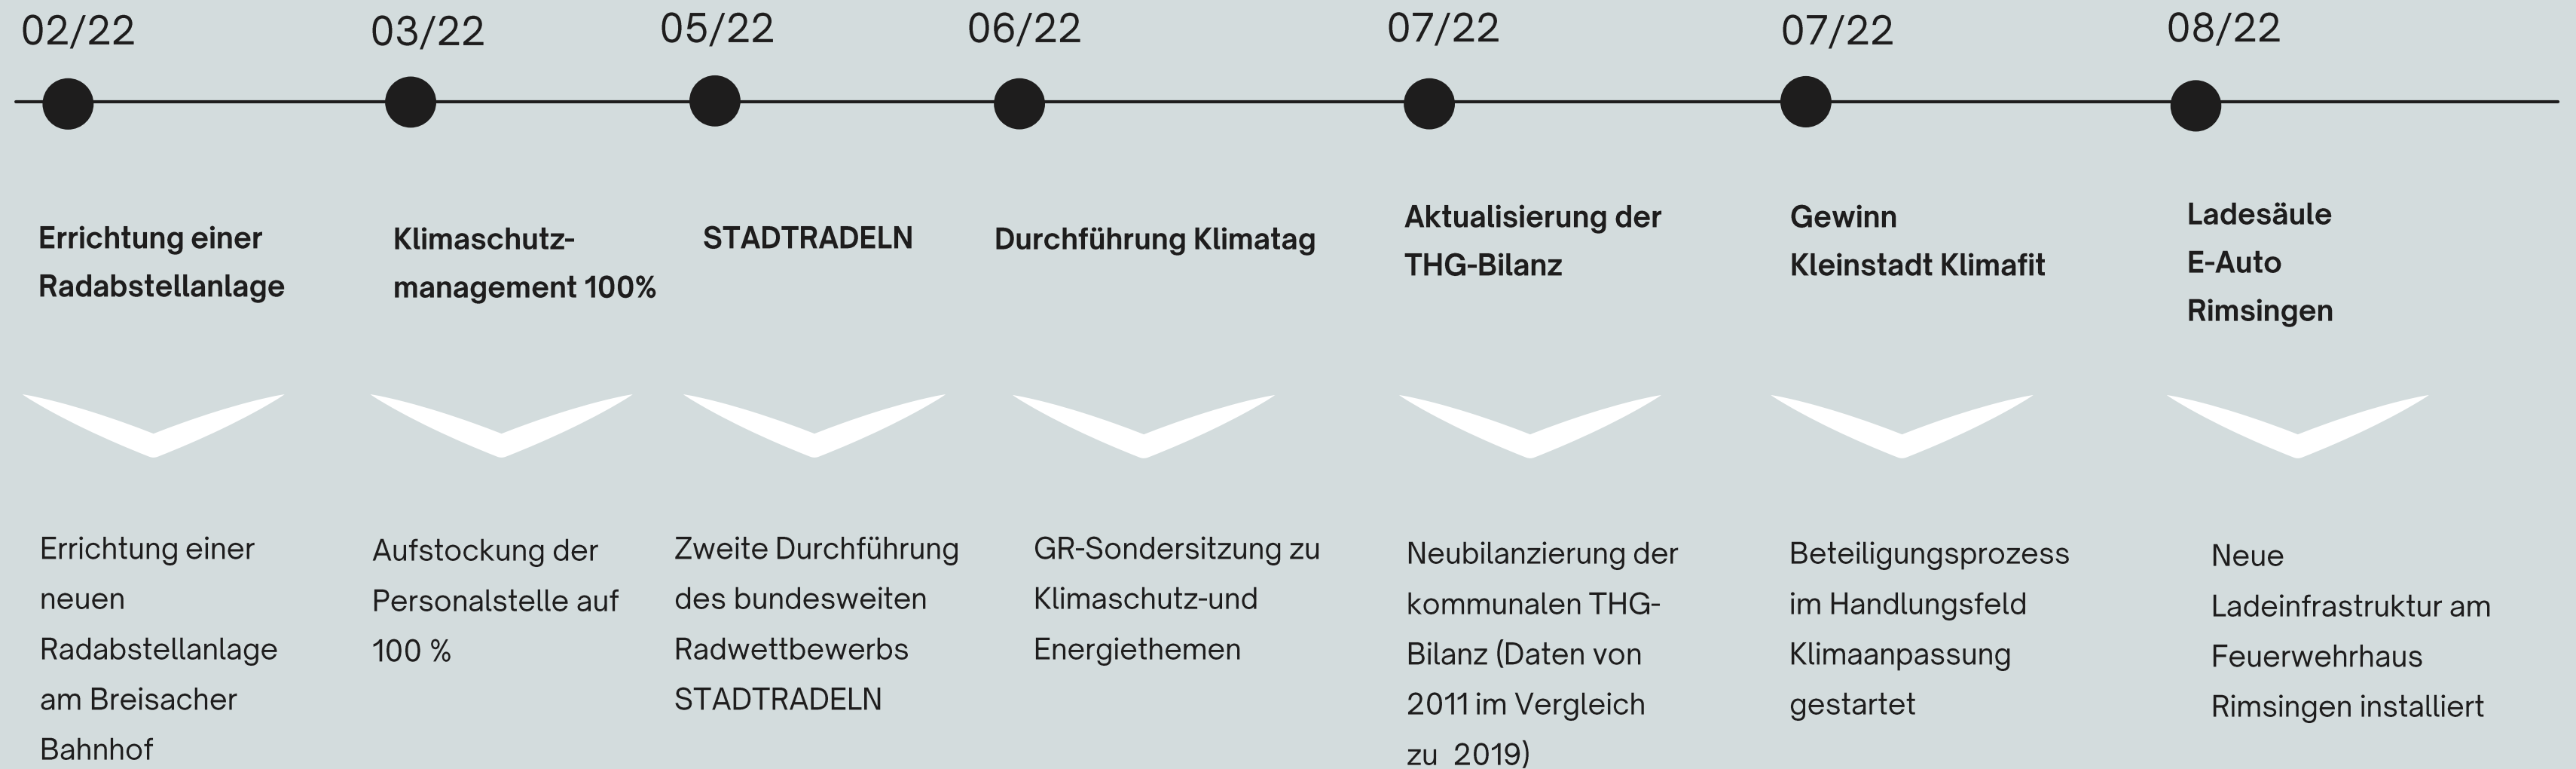 02/22
03/22
05/22
06/22
07/22
07/22
08/22
Errichtung einer
Radabstellanlage
Klimaschutz-
management 100%
STADTRADELN
Durchführung Klimatag
Aktualisierung der
THG-Bilanz
Gewinn
Kleinstadt Klimafit
Ladesäule
E-Auto
Rimsingen
Errichtung einer
neuen
Radabstellanlage
am Breisacher
Bahnhof
Aufstockung der
Personalstelle auf
100 %
Zweite Durchführung
des bundesweiten
Radwettbewerbs
STADTRADELN
GR-Sondersitzung zu
Klimaschutz-und
Energiethemen
Neubilanzierung der
kommunalen THG-
Bilanz (Daten von
2011 im Vergleich
zu 2019)
Beteiligungsprozess
im Handlungsfeld
Klimaanpassung
gestartet
Neue
Ladeinfrastruktur am
Feuerwehrhaus
Rimsingen installiert